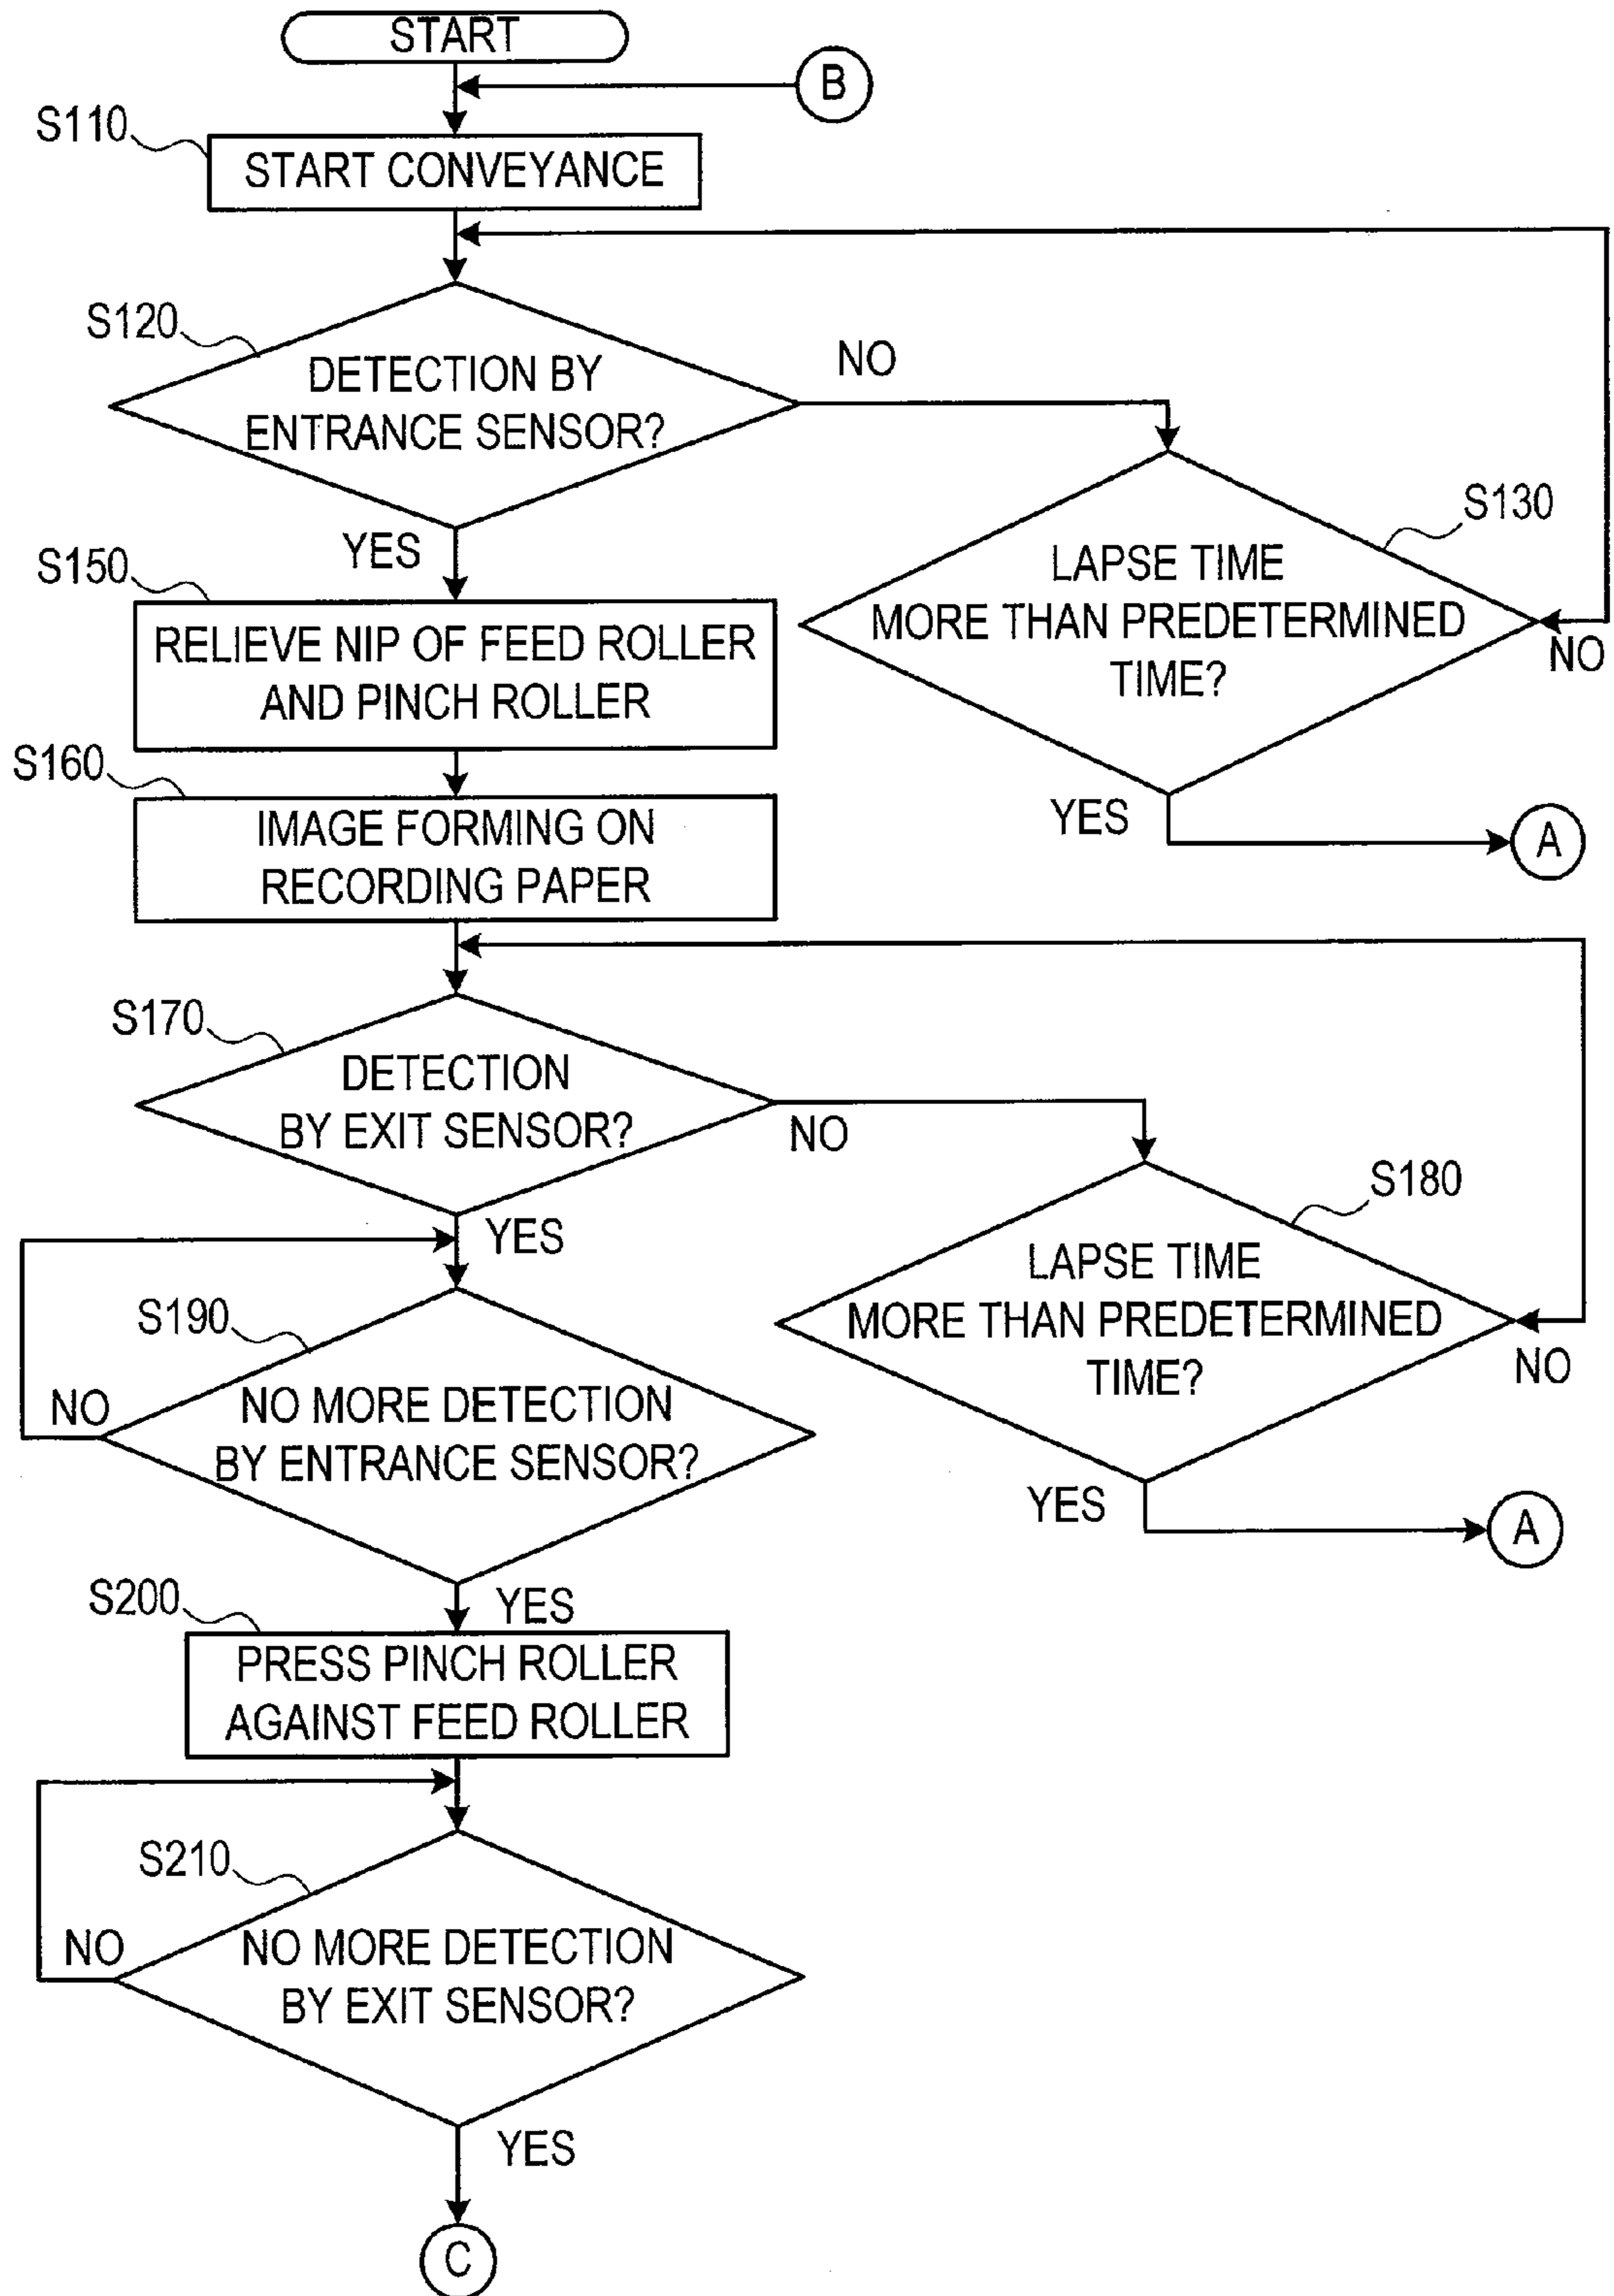 START
B
S110
START CONVEYANCE
S120
DETECTION BY
ENTRANCE SENSOR?
NO
S130
LAPSE TIME
MORE THAN PREDETERMINED
TIME?
NO
YES
A
YES
S150
RELIEVE NIP OF FEED ROLLER
AND PINCH ROLLER
S160
IMAGE FORMING ON
RECORDING PAPER
S170
DETECTION
BY EXIT SENSOR?
NO
S180
LAPSE TIME
MORE THAN PREDETERMINED
TIME?
NO
YES
A
YES
S190
NO MORE DETECTION
BY ENTRANCE SENSOR?
NO
YES
S200
PRESS PINCH ROLLER
AGAINST FEED ROLLER
S210
NO MORE DETECTION
BY EXIT SENSOR?
NO
YES
C